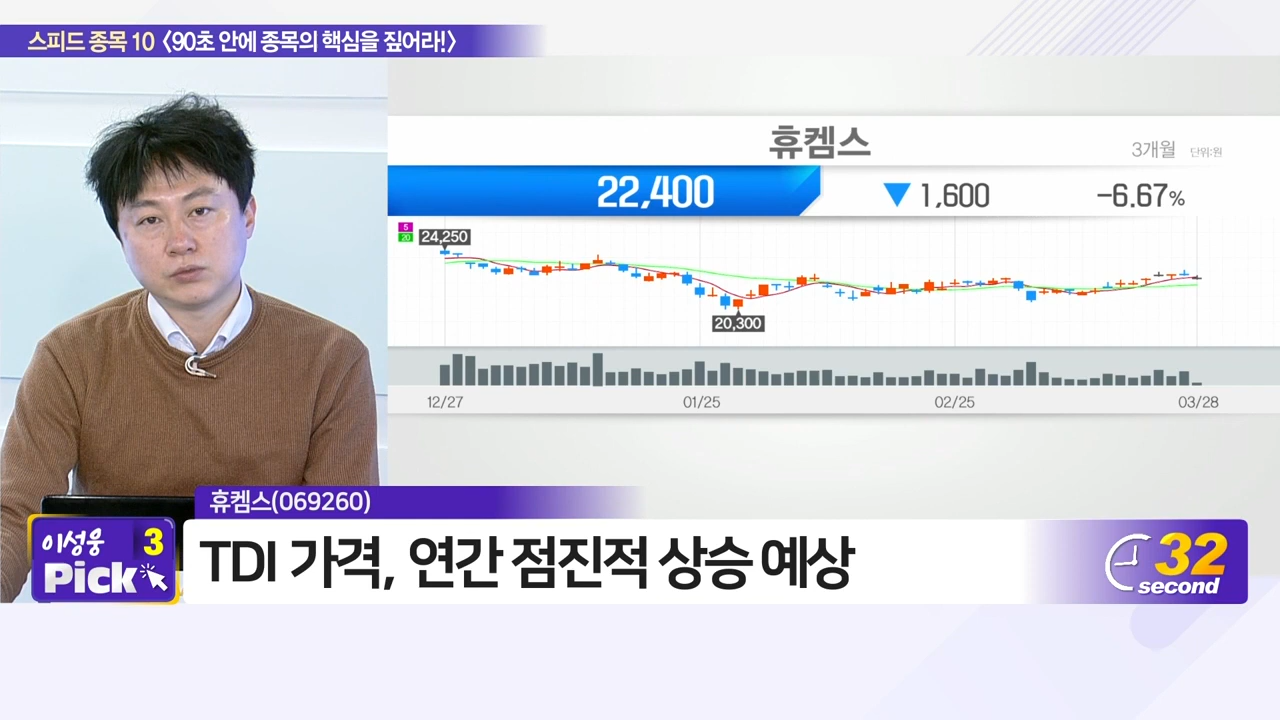 스피드 종목 10 〈90초 안에 종목의 핵심을 짚어라!〉
휴켐스
3개월 단위:원
22,400 ▼ 1,600 -6.67%
5
20
24,250
20,300
12/27 01/25 02/25 03/28
휴켐스(069260)
이성웅 3
Pick
TDI 가격, 연간 점진적 상승 예상
32
second